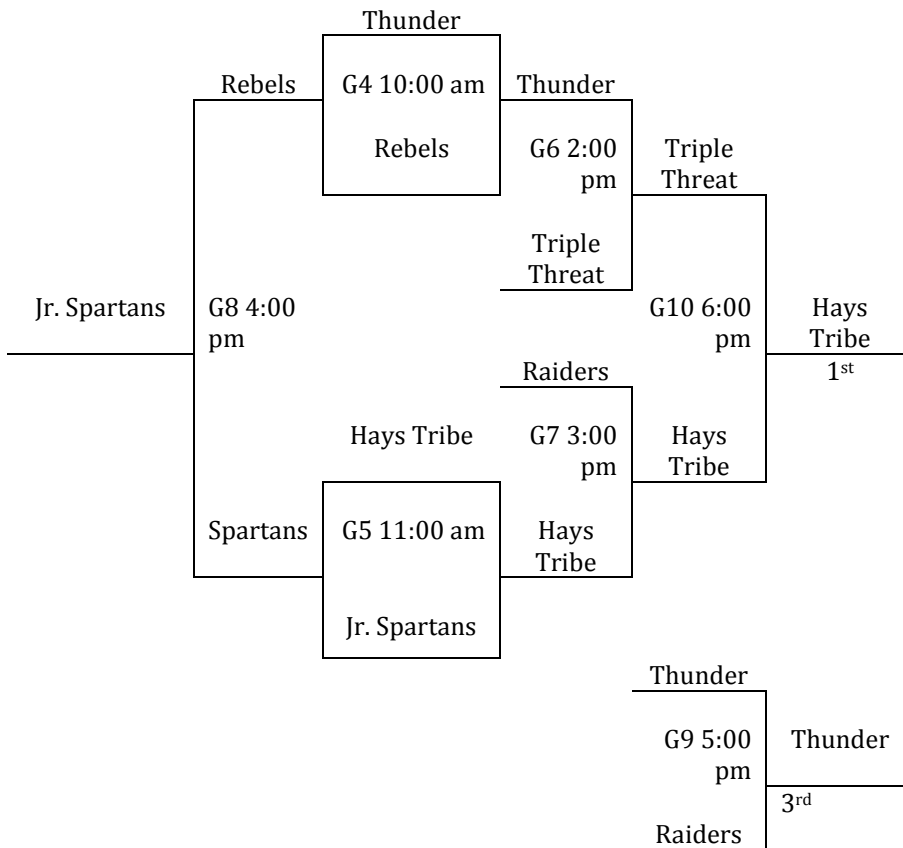 Thunder
Rebels
G4 10:00 am
Thunder
Rebels
G6 2:00
pm
Triple
Threat
Triple
Threat
Jr. Spartans
G8 4:00
pm
G10 6:00
pm
Hays
Tribe
1st
Raiders
Hays Tribe
G7 3:00
pm
Hays
Tribe
Spartans
G5 11:00 am
Hays
Tribe
Jr. Spartans
Thunder
G9 5:00
pm
Thunder
3rd
Raiders